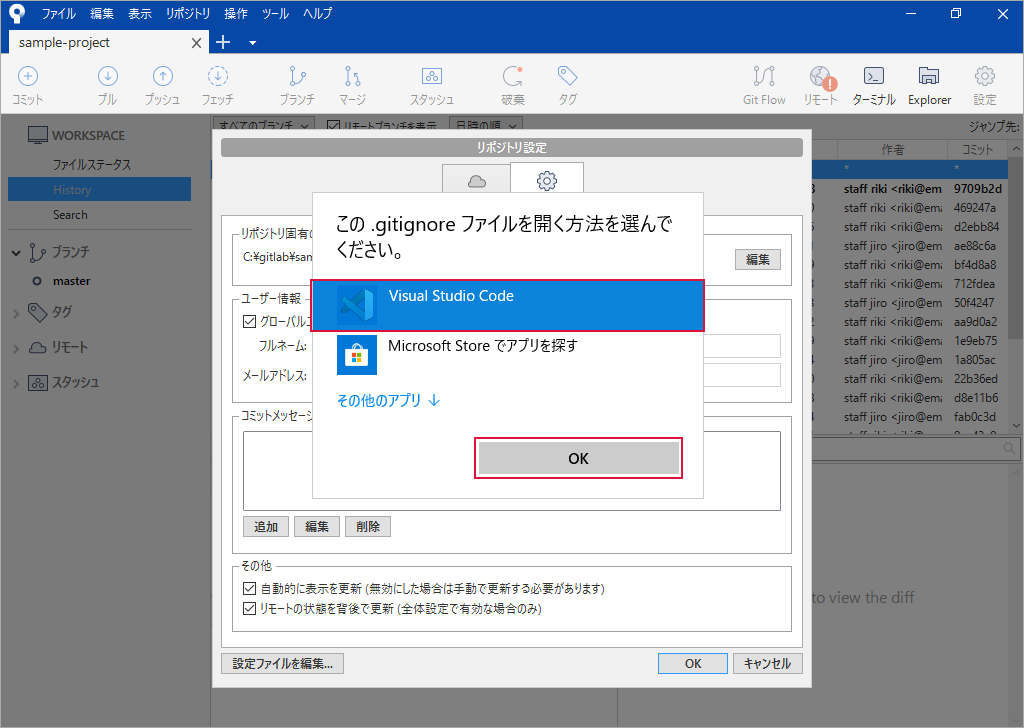 ファイル 編集 表示 リポジトリ 操作 ツール ヘルプ
sample-project
コミット プル プッシュ フェッチ ブランチ マージ スタッシュ 破棄 タグ Git Flow リモート ターミナル Explorer 設定
WORKSPACE
ファイルステータス
History
Search
ブランチ
master
タグ
リモート
スタッシュ
すべてのブランチ リモートブランチを表示 日時の順 ジャンプ先:
作者 コミット
* *
staff riki <riki@em 9709b2d
staff riki <riki@ema 469247a
staff riki <riki@ema d2ebb84
staff jiro <jiro@em ae88c6a
staff riki <riki@ema bf4d8a8
staff riki <riki@ema 712fdea
staff jiro <jiro@em 50f4247
staff riki <riki@ema aa9d0a2
staff riki <riki@ema 1e9eb75
staff jiro <jiro@em 1a805ac
staff riki <riki@ema 22b36ed
staff riki <riki@ema d8e11b6
staff jiro <jiro@em fab0c3d
リポジトリ設定
リポジトリ固有の
C:¥gitlab¥sam
編集
ユーザー情報
グローバルユ
フルネーム:
メールアドレス:
コミットメッセージ
追加 編集 削除
その他
自動的に表示を更新 (無効にした場合は手動で更新する必要があります)
リモートの状態を背後で更新 (全体設定で有効な場合のみ)
設定ファイルを編集... OK キャンセル
この .gitignore ファイルを開く方法を選んで
ください。
Visual Studio Code
Microsoft Store でアプリを探す
その他のアプリ ↓
OK
to view the diff